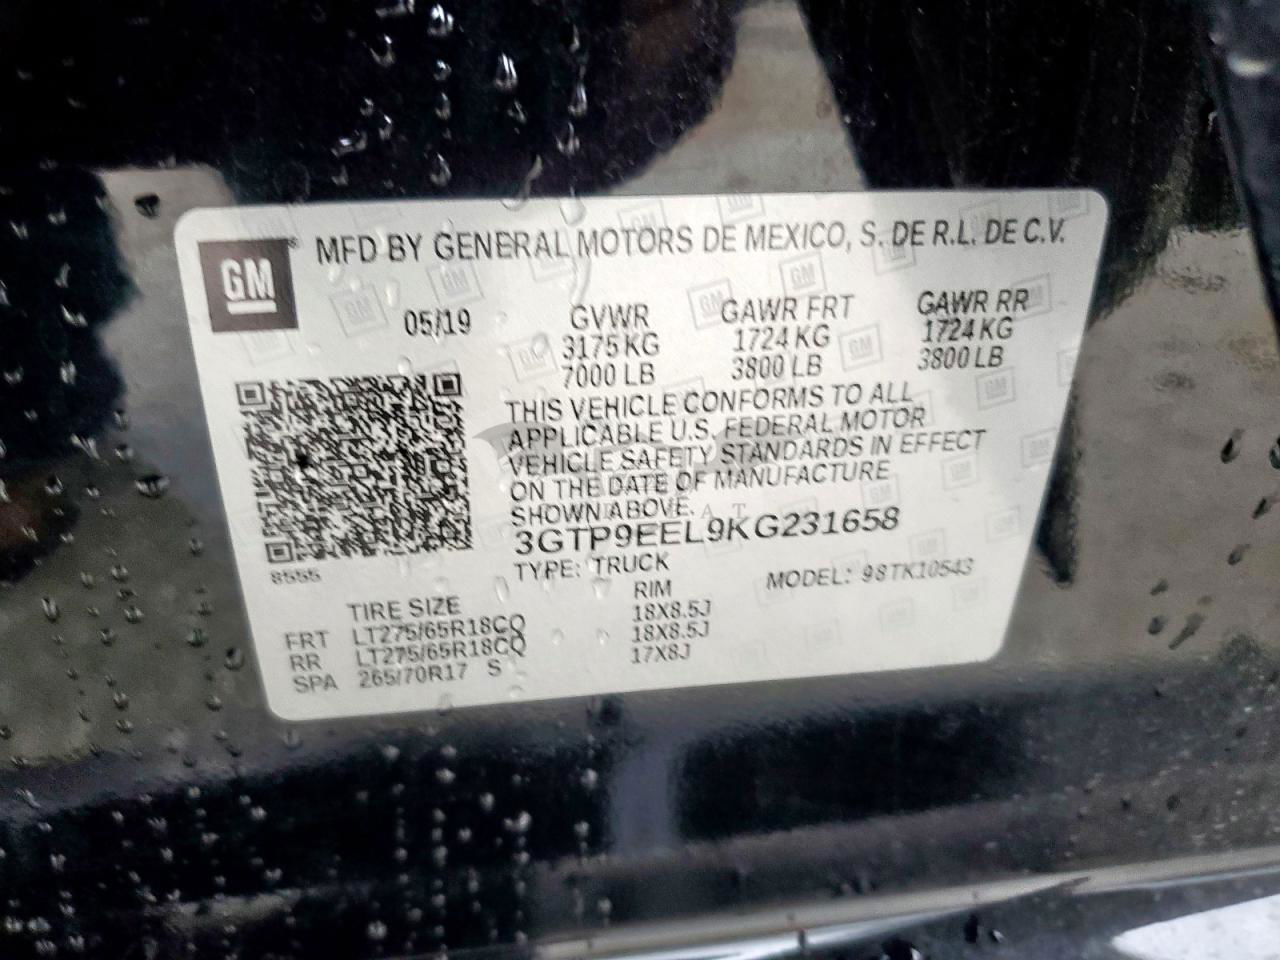 GM ® MFD BY GENERAL MOTORS DE MEXICO, S. DE R.L. DE C.V.
05/19 GVWR GAWR FRT GAWR RR
3175 KG 1724 KG 1724 KG
7000 LB 3800 LB 3800 LB
THIS VEHICLE CONFORMS TO ALL
APPLICABLE U.S. FEDERAL MOTOR
VEHICLE SAFETY STANDARDS IN EFFECT
ON THE DATE OF MANUFACTURE
SHOWN ABOVE.
3GTP9EEL9KG231658
8555 TYPE: TRUCK MODEL: 98TK10543
TIRE SIZE RIM
FRT LT275/65R18CQ 18X8.5J
RR LT275/65R18CQ 18X8.5J
SPA 265/70R17 S 17X8J